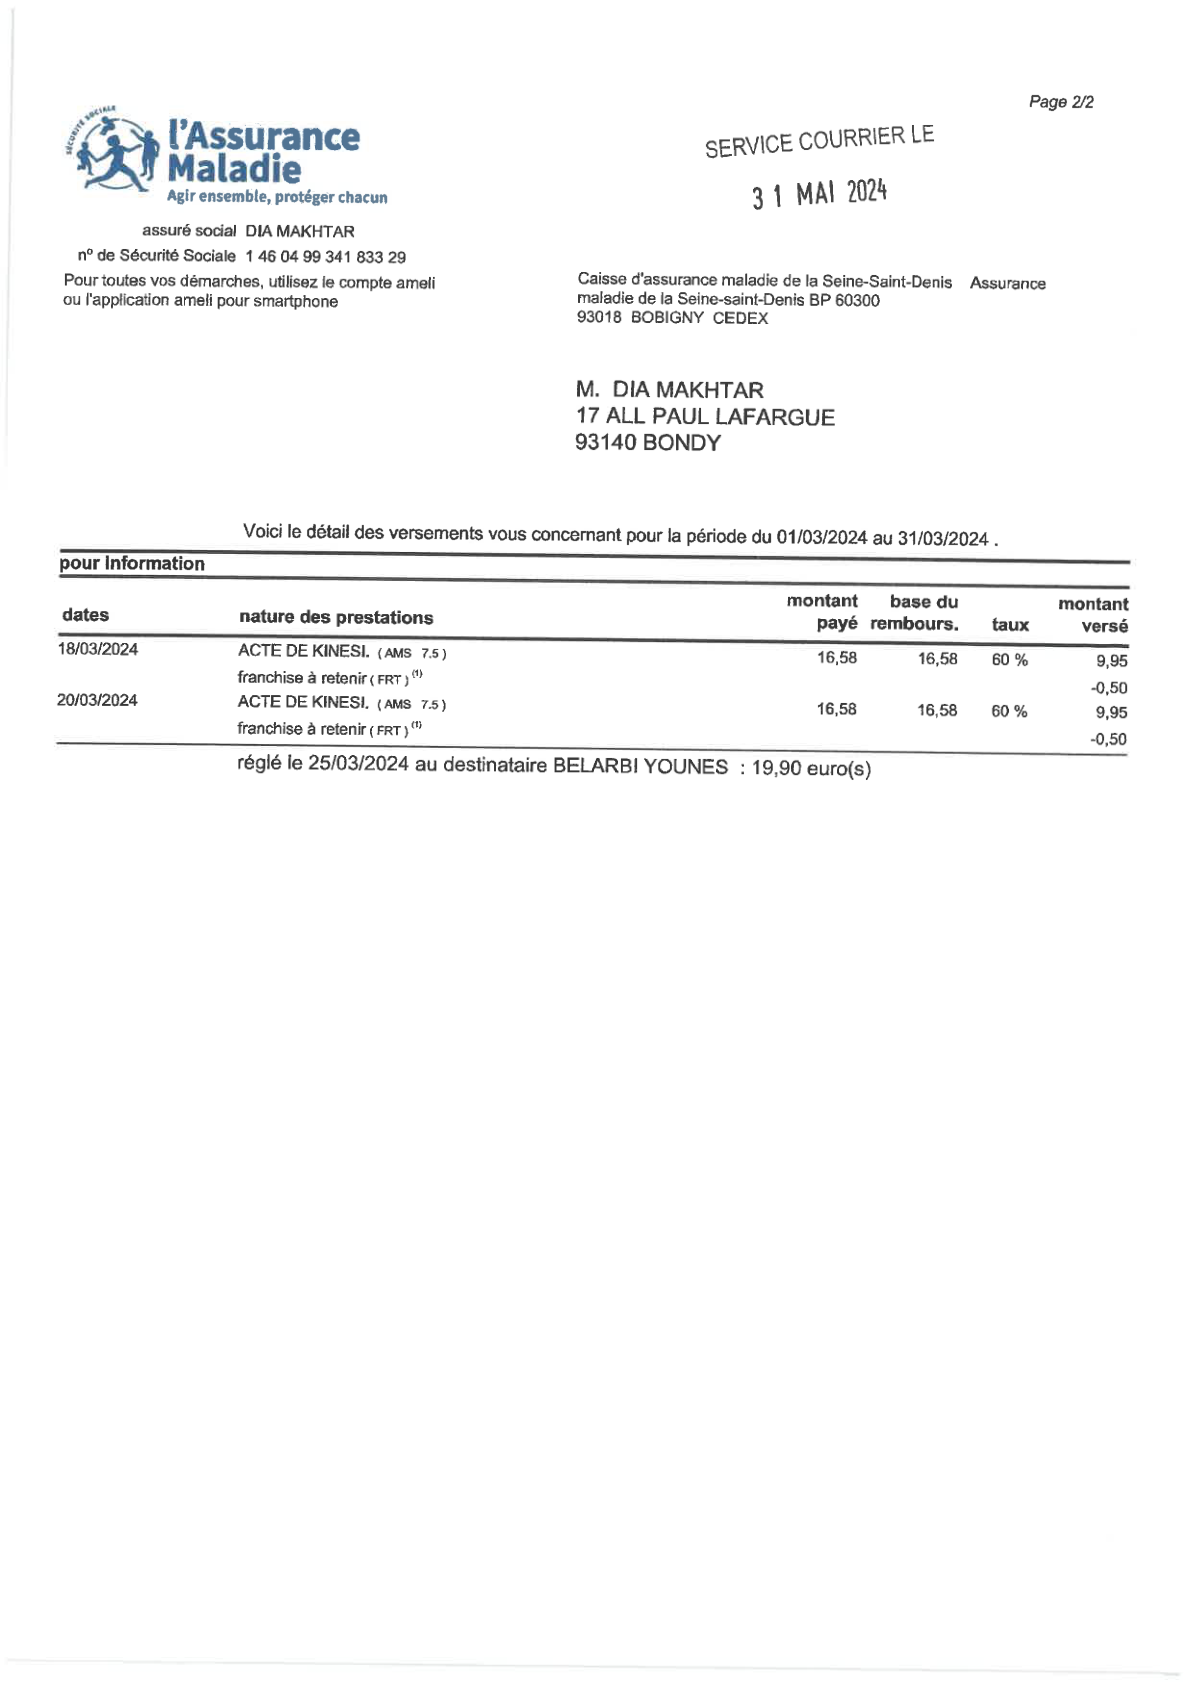 Page 2/2
SÉCURITÉ SOCIALE
l'Assurance
Maladie
Agir ensemble, protéger chacun
SERVICE COURRIER LE
31 MAI 2024
assuré social DIA MAKHTAR
n° de Sécurité Sociale 1 46 04 99 341 833 29
Pour toutes vos démarches, utilisez le compte ameli
ou l'application ameli pour smartphone
Caisse d'assurance maladie de la Seine-Saint-Denis Assurance
maladie de la Seine-saint-Denis BP 60300
93018 BOBIGNY CEDEX
M. DIA MAKHTAR
17 ALL PAUL LAFARGUE
93140 BONDY
Voici le détail des versements vous concernant pour la période du 01/03/2024 au 31/03/2024 .
pour Information
dates nature des prestations montant payé base du rembours. taux montant versé
18/03/2024 ACTE DE KINESI. ( AMS 7.5 ) 16,58 16,58 60 % 9,95
franchise à retenir ( FRT ) (1) -0,50
20/03/2024 ACTE DE KINESI. ( AMS 7.5 ) 16,58 16,58 60 % 9,95
franchise à retenir ( FRT ) (1) -0,50
réglé le 25/03/2024 au destinataire BELARBI YOUNES : 19,90 euro(s)